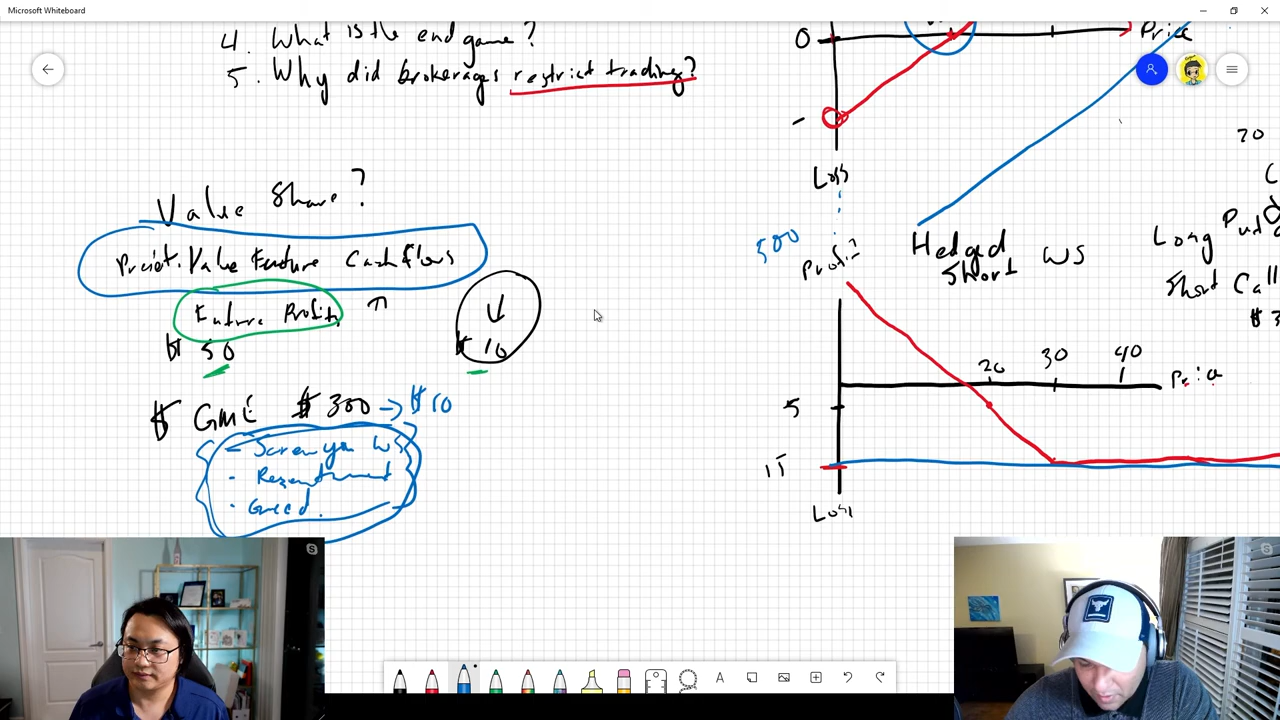 Microsoft Whiteboard
4. What is the end game?
5. Why did brokerages restrict trading?
Value Share?
Present Value Future Cashflows
Future Profits
$ 50
$ 10
$ GME $ 300 → $ 10
- Screw you WS
- Resentment
- Greed.
0
Price
-
Loss
500
Profit
Hedged Short WS
20
Long Put
Short Call
20 30 40
Price
5
15
Loss
A